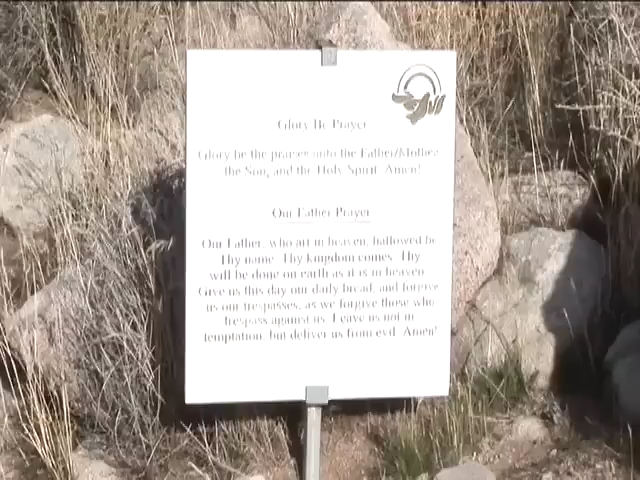 Glory Be Prayer
Glory be the praises unto the Father/Mother
the Son, and the Holy Spirit. Amen!
Our Father Prayer
Our Father, who art in heaven, hallowed be
Thy name. Thy kingdom comes. Thy
will be done on earth as it is in heaven.
Give us this day our daily bread, and forgive
us our trespasses, as we forgive those who
trespass against us. Leave us not in
temptation, but deliver us from evil. Amen!